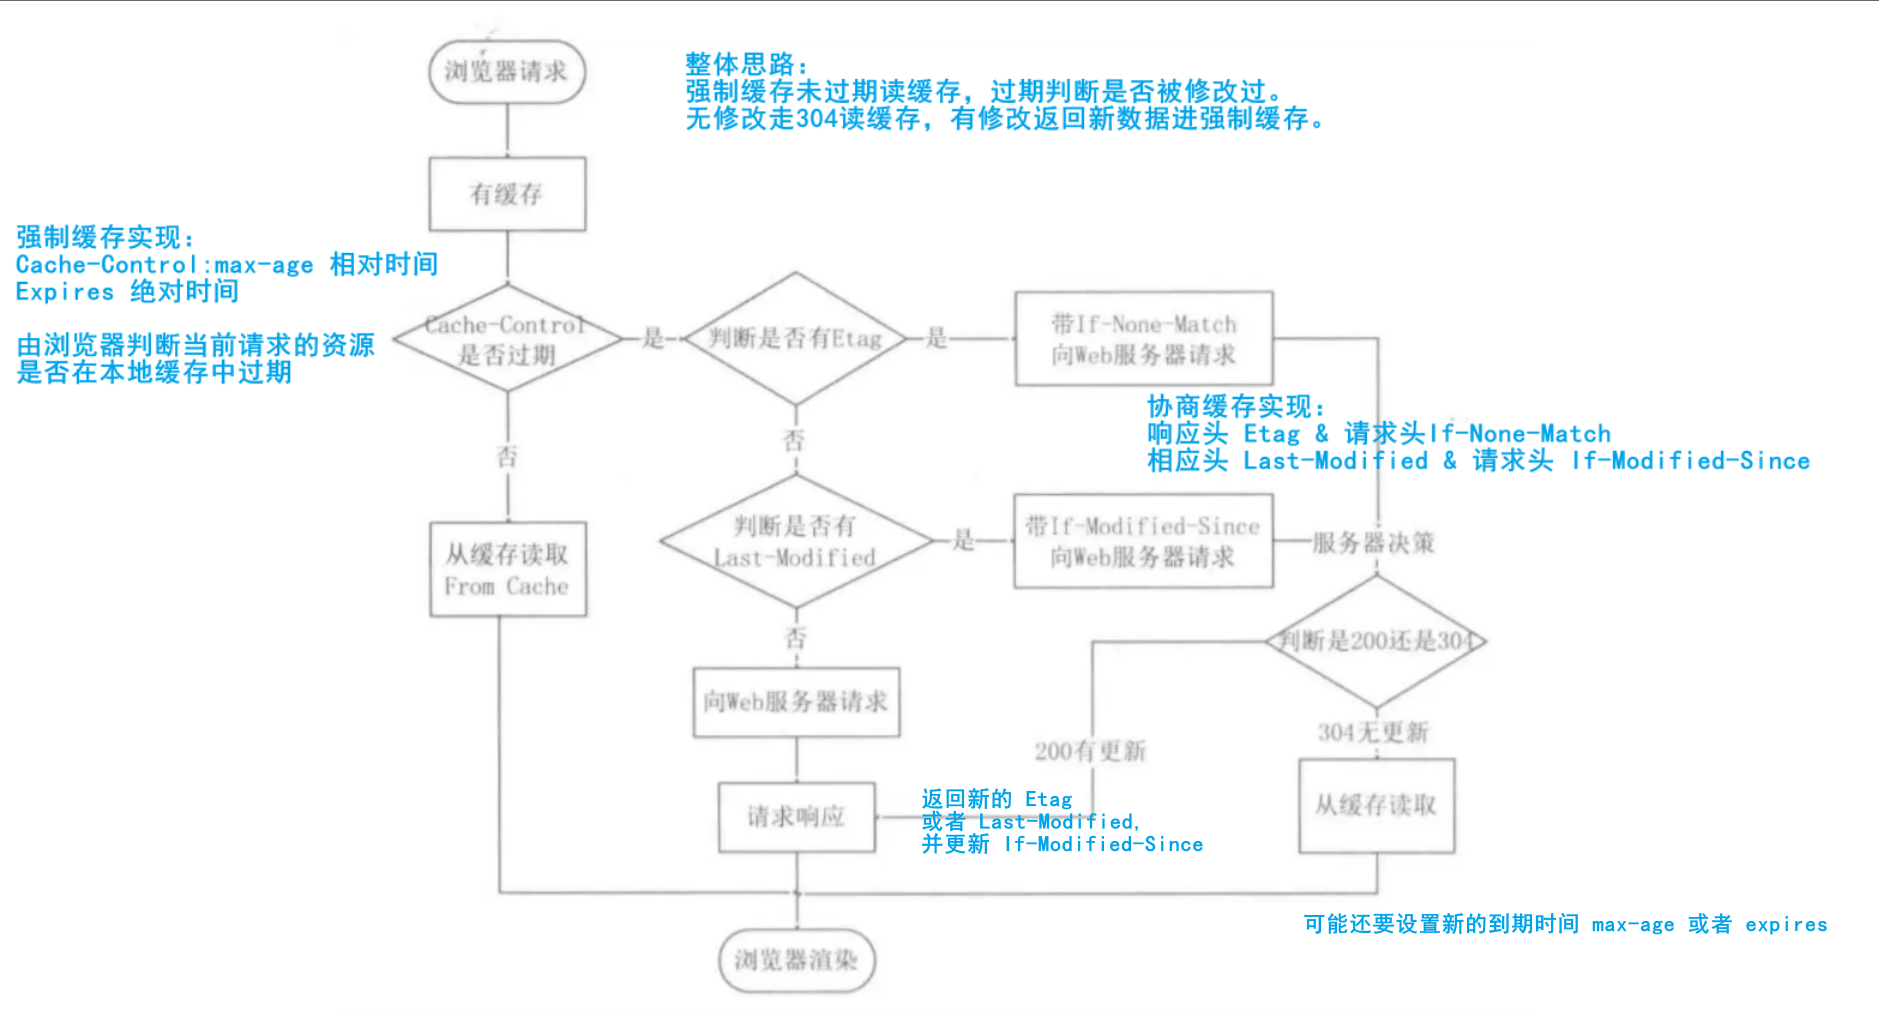 浏览器请求
整体思路：
强制缓存未过期读缓存，过期判断是否被修改过。
无修改走304读缓存，有修改返回新数据进强制缓存。
有缓存
强制缓存实现：
Cache-Control:max-age 相对时间
Expires 绝对时间
由浏览器判断当前请求的资源
是否在本地缓存中过期
Cache-Control
是否过期
是
判断是否有Etag
是
带If-None-Match
向Web服务器请求
协商缓存实现：
响应头 Etag & 请求头If-None-Match
相应头 Last-Modified & 请求头 If-Modified-Since
否
否
从缓存读取
From Cache
判断是否有
Last-Modified
是
带If-Modified-Since
向Web服务器请求
服务器决策
否
判断是200还是304
向Web服务器请求
304无更新
200有更新
请求响应
返回新的 Etag
或者 Last-Modified,
并更新 If-Modified-Since
从缓存读取
可能还要设置新的到期时间 max-age 或者 expires
浏览器渲染